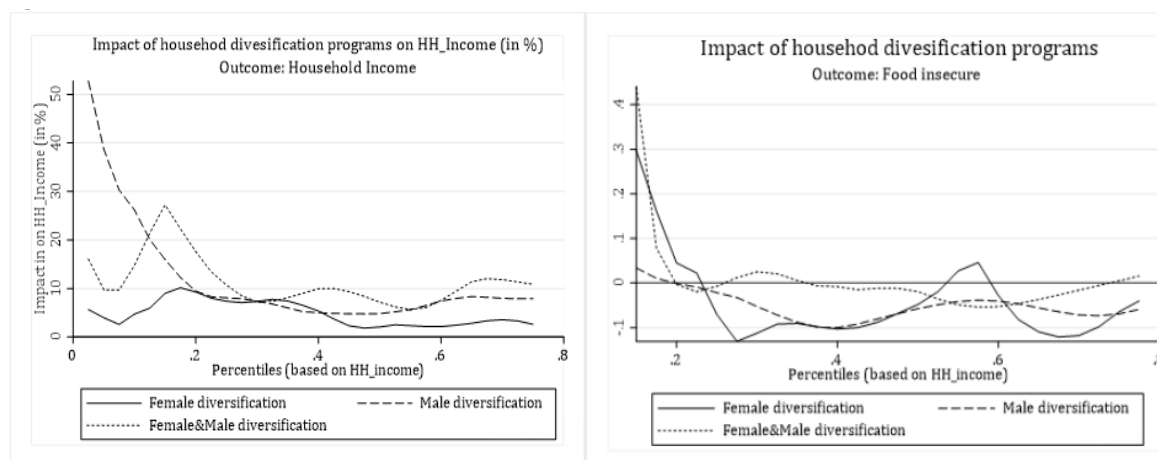 Impact of househod divesification programs on HH_Income (in %)
Outcome: Household Income
Impact in on HH_Income (in %)
50
40
30
20
10
0
0 .2 .4 .6 .8
Percentiles (based on HH_income)
Female diversification Male diversification
Female&Male diversification
Impact of househod divesification programs
Outcome: Food insecure
.4
.3
.2
.1
0
-.1
.2 .4 .6
Percentiles (based on HH_income)
Female diversification Male diversification
Female&Male diversification